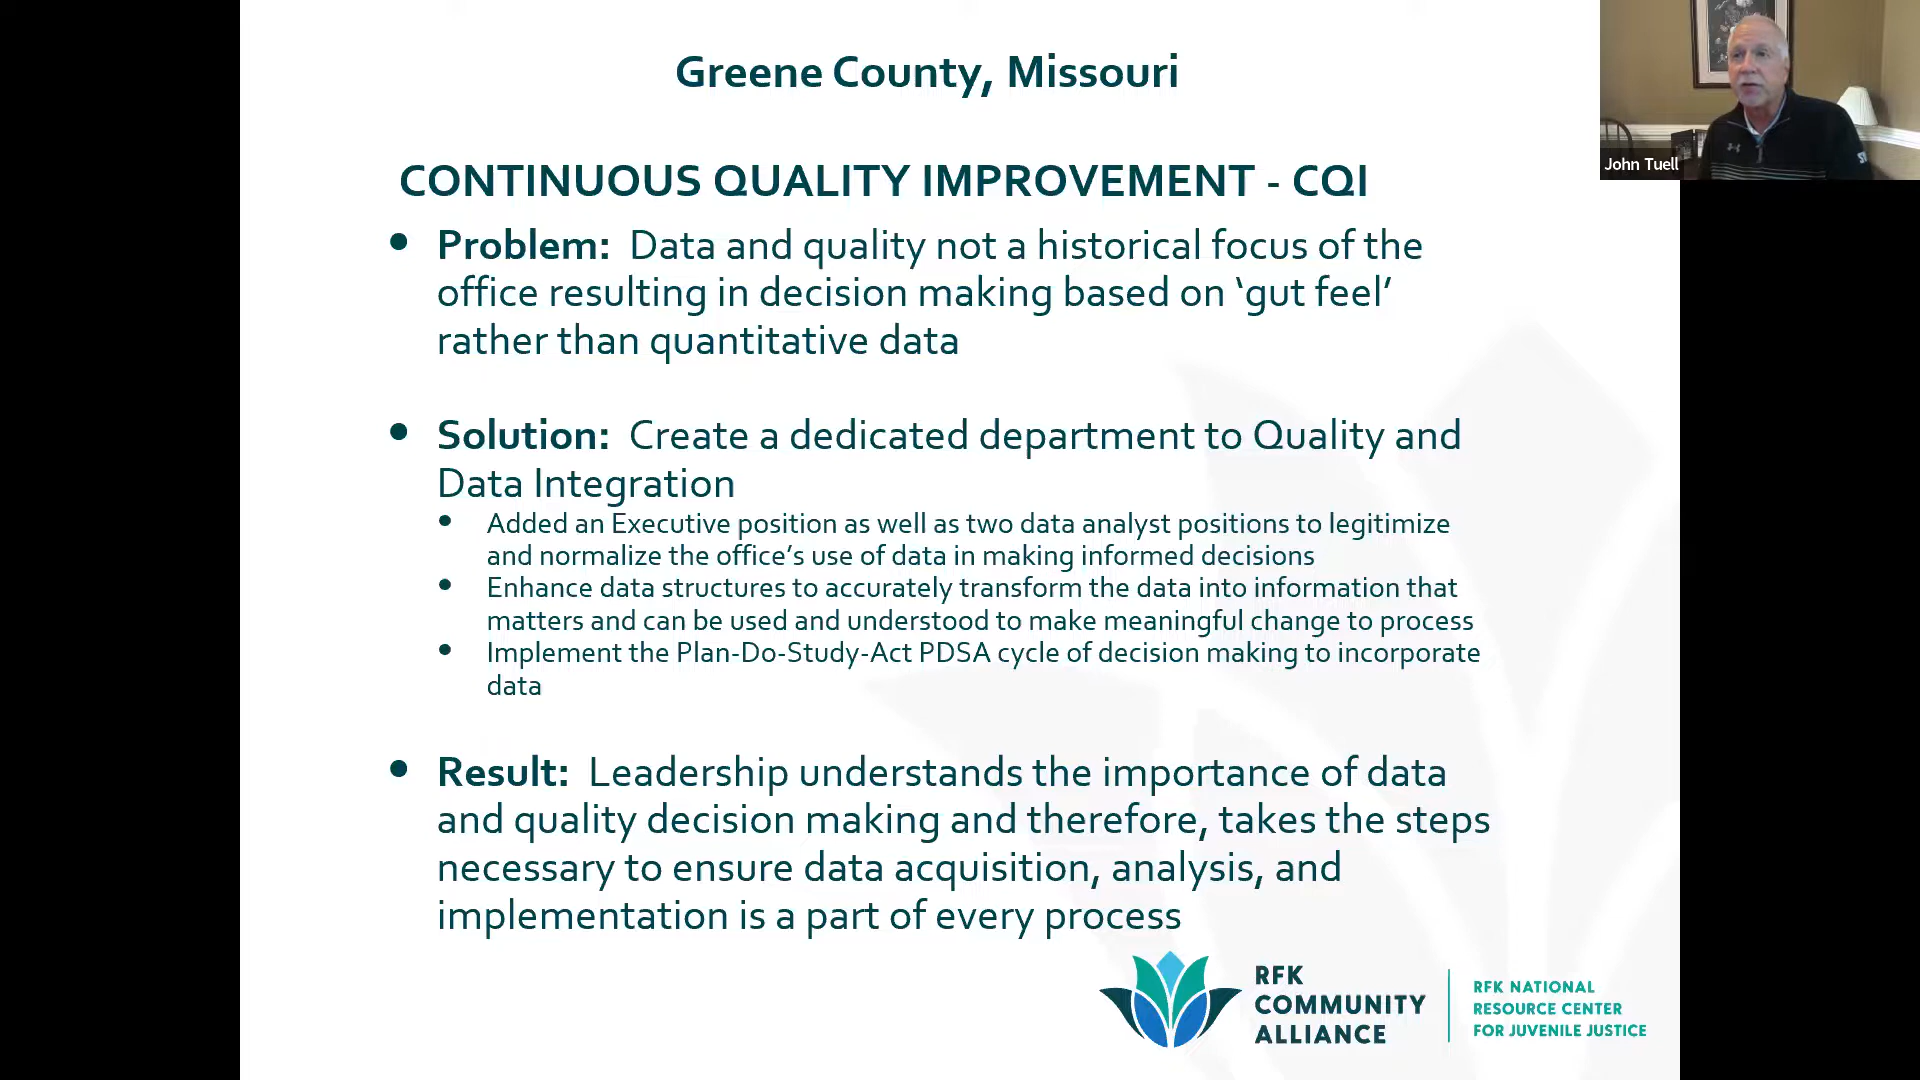 Greene County, Missouri
John Tuell
CONTINUOUS QUALITY IMPROVEMENT - CQI
• Problem: Data and quality not a historical focus of the
office resulting in decision making based on ‘gut feel’
rather than quantitative data
• Solution: Create a dedicated department to Quality and
Data Integration
• Added an Executive position as well as two data analyst positions to legitimize
and normalize the office’s use of data in making informed decisions
• Enhance data structures to accurately transform the data into information that
matters and can be used and understood to make meaningful change to process
• Implement the Plan-Do-Study-Act PDSA cycle of decision making to incorporate
data
• Result: Leadership understands the importance of data
and quality decision making and therefore, takes the steps
necessary to ensure data acquisition, analysis, and
implementation is a part of every process
RFK
COMMUNITY
ALLIANCE
RFK NATIONAL
RESOURCE CENTER
FOR JUVENILE JUSTICE